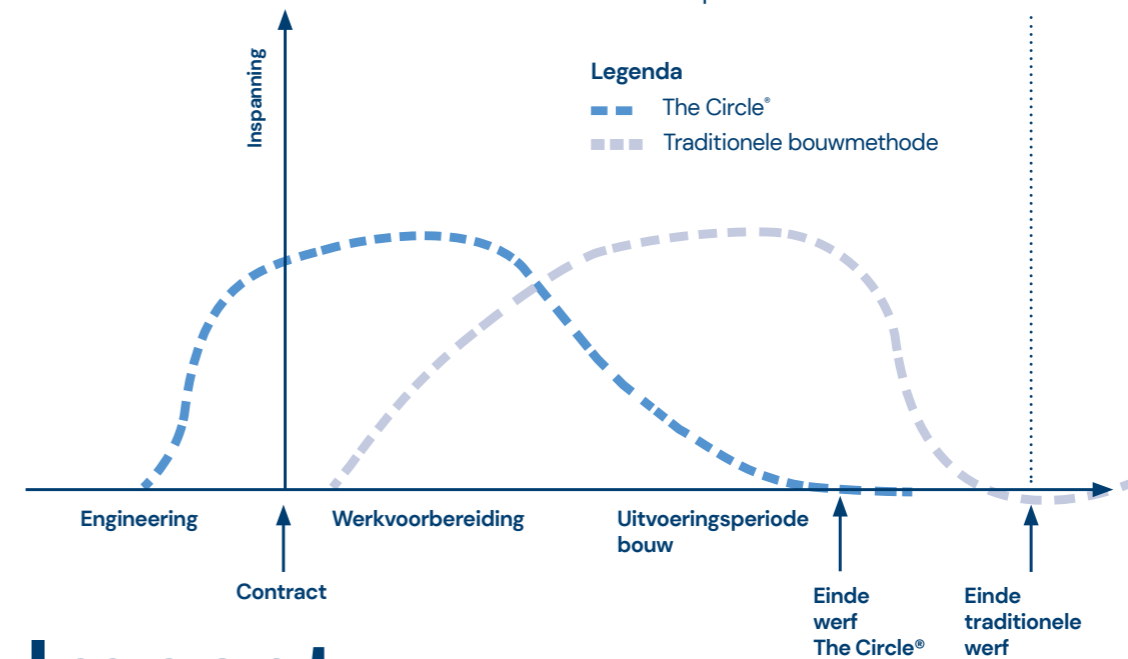 Inspanning
Legenda
The Circle®
Traditionele bouwmethode
Engineering
Werkvoorbereiding
Uitvoeringsperiode
bouw
Contract
Einde
werf
The Circle®
Einde
traditionele
werf